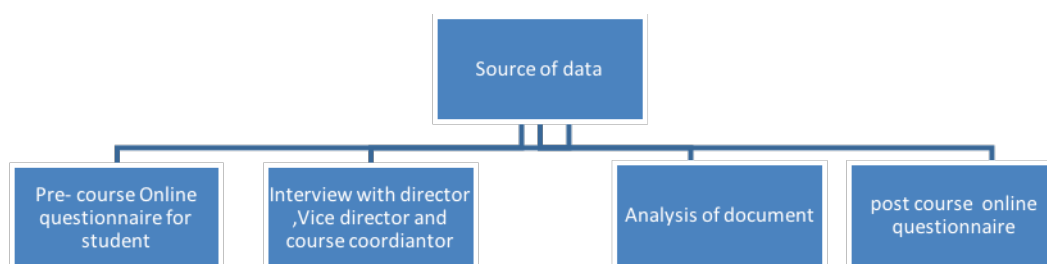 Source of data
Pre- course Online
questionnaire for
student
Interview with director
,Vice director and
course coordiantor
Analysis of document
post course online
questionnaire